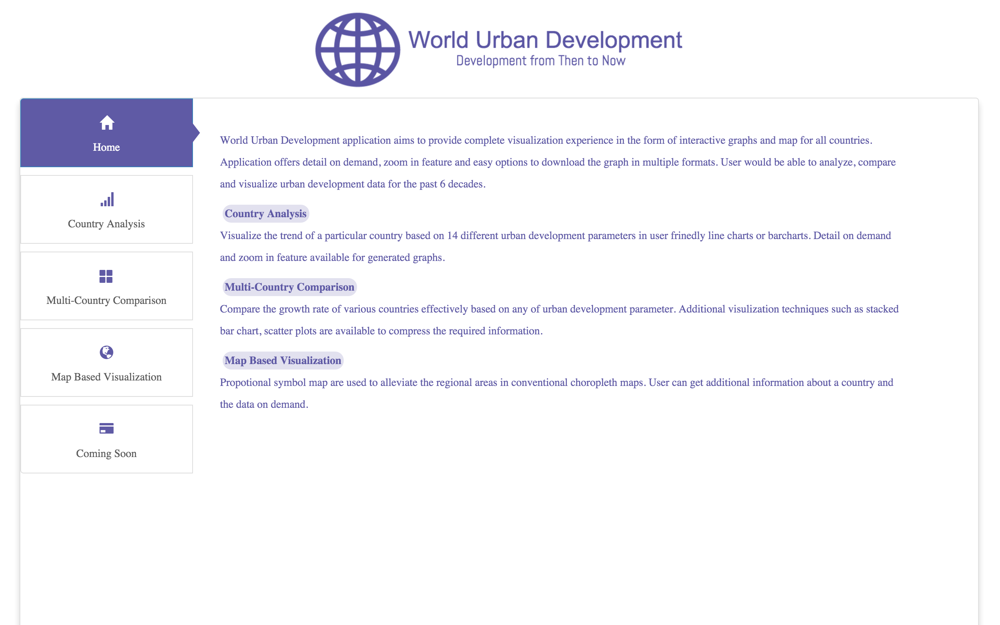 World Urban Development
Development from Then to Now
Home
Country Analysis
Multi-Country Comparison
Map Based Visualization
Coming Soon
World Urban Development application aims to provide complete visualization experience in the form of interactive graphs and map for all countries.
Application offers detail on demand, zoom in feature and easy options to download the graph in multiple formats. User would be able to analyze, compare
and visualize urban development data for the past 6 decades.
Country Analysis
Visualize the trend of a particular country based on 14 different urban development parameters in user frinedly line charts or barcharts. Detail on demand
and zoom in feature available for generated graphs.
Multi-Country Comparison
Compare the growth rate of various countries effectively based on any of urban development parameter. Additional visulization techniques such as stacked
bar chart, scatter plots are available to compress the required information.
Map Based Visualization
Propotional symbol map are used to alleviate the regional areas in conventional choropleth maps. User can get additional information about a country and
the data on demand.